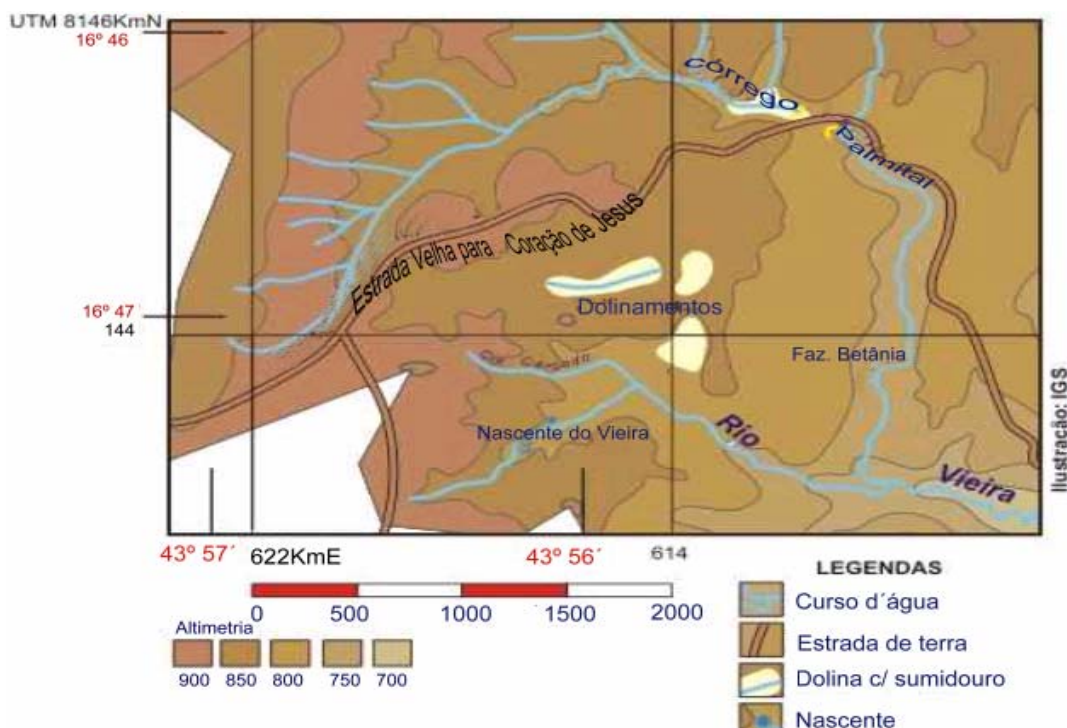 UTM 8146KmN
16º 46
Córrego
Palmital
Estrada Velha para Coração de Jesus
16º 47´
144
Dolinamentos
Faz. Betânia
Nascente do Vieira
Rio
Vieira
Ilustração: IGS
43º 57´
622KmE
43º 56´
614
0 500 1000 1500 2000
Altimetria
900 850 800 750 700
LEGENDAS
Curso d´água
Estrada de terra
Dolina c/ sumidouro
Nascente